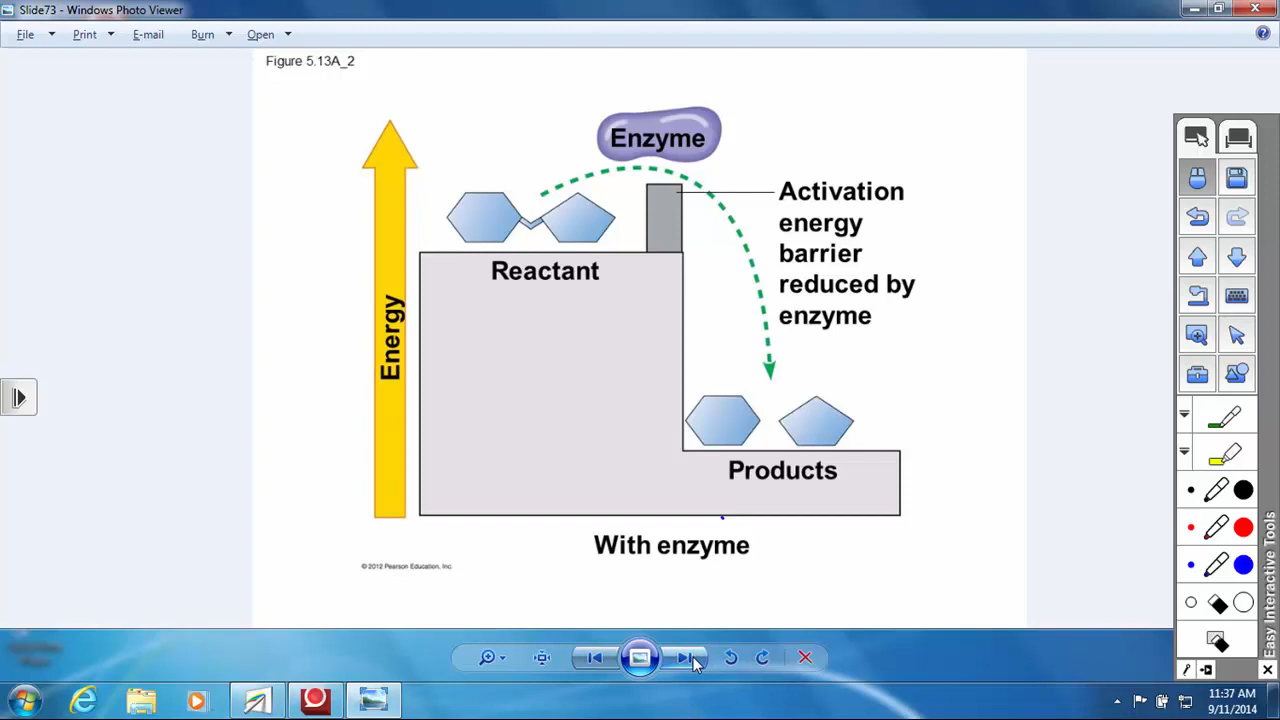 Slide73 - Windows Photo Viewer
File Print E-mail Burn Open
Figure 5.13A_2
Enzyme
Activation
energy
barrier
reduced by
enzyme
Reactant
Energy
Products
With enzyme
© 2012 Pearson Education, Inc.
Easy Interactive Tools
11:37 AM
9/11/2014